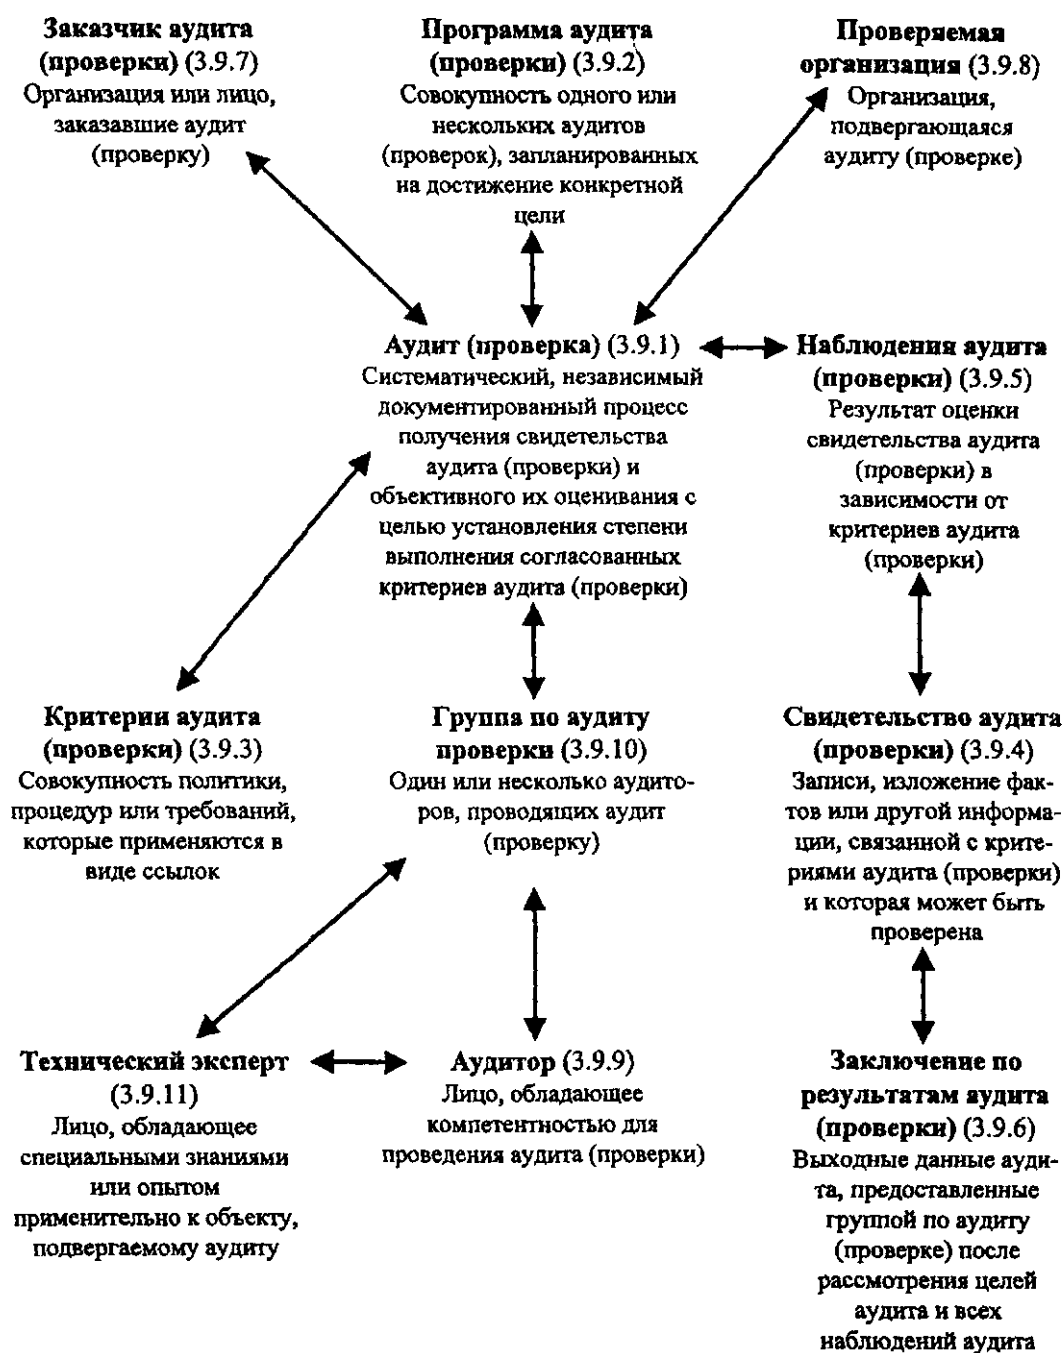 Заказчик аудита
(проверки) (3.9.7)
Организация или лицо,
заказавшие аудит
(проверку)
Программа аудита
(проверки) (3.9.2)
Совокупность одного или
нескольких аудитов
(проверок), запланированных
на достижение конкретной
цели
Проверяемая
организация (3.9.8)
Организация,
подвергающаяся
аудиту (проверке)
Аудит (проверка) (3.9.1)
Систематический, независимый
документированный процесс
получения свидетельства
аудита (проверки) и
объективного их оценивания с
целью установления степени
выполнения согласованных
критериев аудита (проверки)
Наблюдения аудита
(проверки) (3.9.5)
Результат оценки
свидетельства аудита
(проверки) в
зависимости от
критериев аудита
(проверки)
Критерии аудита
(проверки) (3.9.3)
Совокупность политики,
процедур или требований,
которые применяются в
виде ссылок
Группа по аудиту
проверки (3.9.10)
Один или несколько аудито-
ров, проводящих аудит
(проверку)
Свидетельство аудита
(проверки) (3.9.4)
Записи, изложение фак-
тов или другой информа-
ции, связанной с крите-
риями аудита (проверки)
и которая может быть
проверена
Технический эксперт
(3.9.11)
Лицо, обладающее
специальными знаниями
или опытом
применительно к объекту,
подвергаемому аудиту
Аудитор (3.9.9)
Лицо, обладающее
компетентностью для
проведения аудита (проверки)
Заключение по
результатам аудита
(проверки) (3.9.6)
Выходные данные ауди-
та, предоставленные
группой по аудиту
(проверке) после
рассмотрения целей
аудита и всех
наблюдений аудита